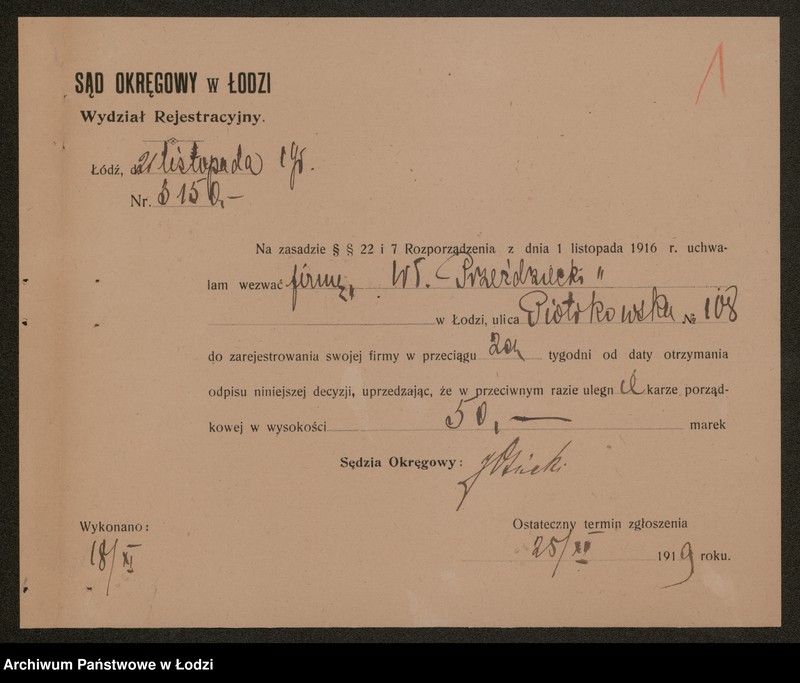 1
SĄD OKRĘGOWY w ŁODZI
Wydział Rejestracyjny.
Łódź, d. 21 listopada 19 r.
Nr. 3150,-
Na zasadzie § § 22 i 7 Rozporządzenia z dnia 1 listopada 1916 r. uchwa-
lam wezwać firmę „Wł. Przeździecki"
w Łodzi, ulica Piotrkowska № 108
do zarejestrowania swojej firmy w przeciągu 2ch tygodni od daty otrzymania
odpisu niniejszej decyzji, uprzedzając, że w przeciwnym razie ulegnie karze porząd-
kowej w wysokości 50,— marek
Sędzia Okręgowy:
Wykonano:
Ostateczny termin zgłoszenia
18/XI
25/XI 1919 roku.
Archiwum Państwowe w Łodzi